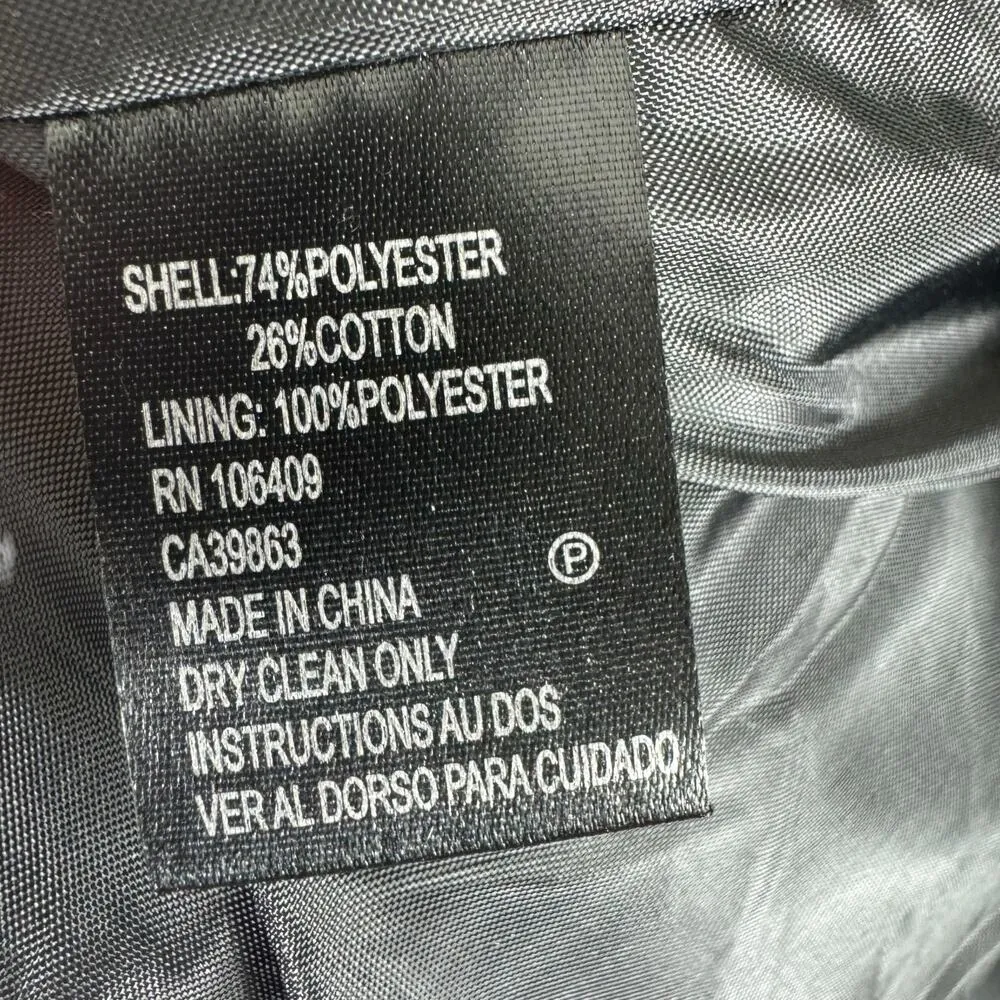 SHELL:74%POLYESTER
26%COTTON
LINING: 100%POLYESTER
RN 106409
CA39863
P
MADE IN CHINA
DRY CLEAN ONLY
INSTRUCTIONS AU DOS
VER AL DORSO PARA CUIDADO